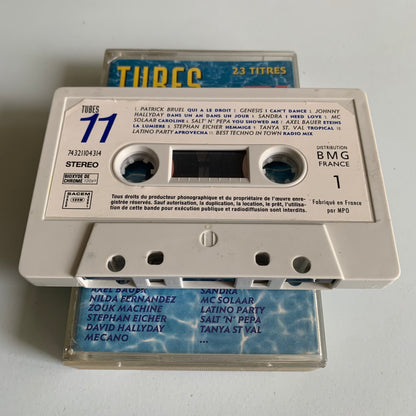 TUBES
23 TITRES
TUBES
11
74321104314
STEREO
BIOXYDE DE
CHROME
SACEM
1. PATRICK BRUEL QUI A LE DROIT : GENESIS I CAN'T DANCE : JOHNNY
HALLYDAY DANS UN AN DANS UN JOUR : SANDRA I NEED LOVE : MC
SOLAAR CAROLINE : SALT 'N' PEPA YOU SHOWED ME : AXEL BAUER ETEINS
LA LUMIERE : STEPHAN EICHER HEMMIGE : TANYA ST. VAL TROPICAL :
LATINO PARTY APROVECHA : BEST TECHNO IN TOWN RADIO MIX
DISTRIBUTION
BMG
FRANCE
1
Fabriqué en France
par MPO
Tous droits du producteur phonographique et du propriétaire de l'œuvre enre-
gistrée réservés. Sauf autorisation, la duplication, la location, le prêt, l'utilisa-
tion de cette bande pour exécution publique et radiodiffusion sont interdits.
AXEL BAUER
NILDA FERNANDEZ
ZOUK MACHINE
STEPHAN EICHER
DAVID HALLYDAY
MECANO
SANDRA
MC SOLAAR
LATINO PARTY
SALT 'N' PEPA
TANYA ST VAL
...